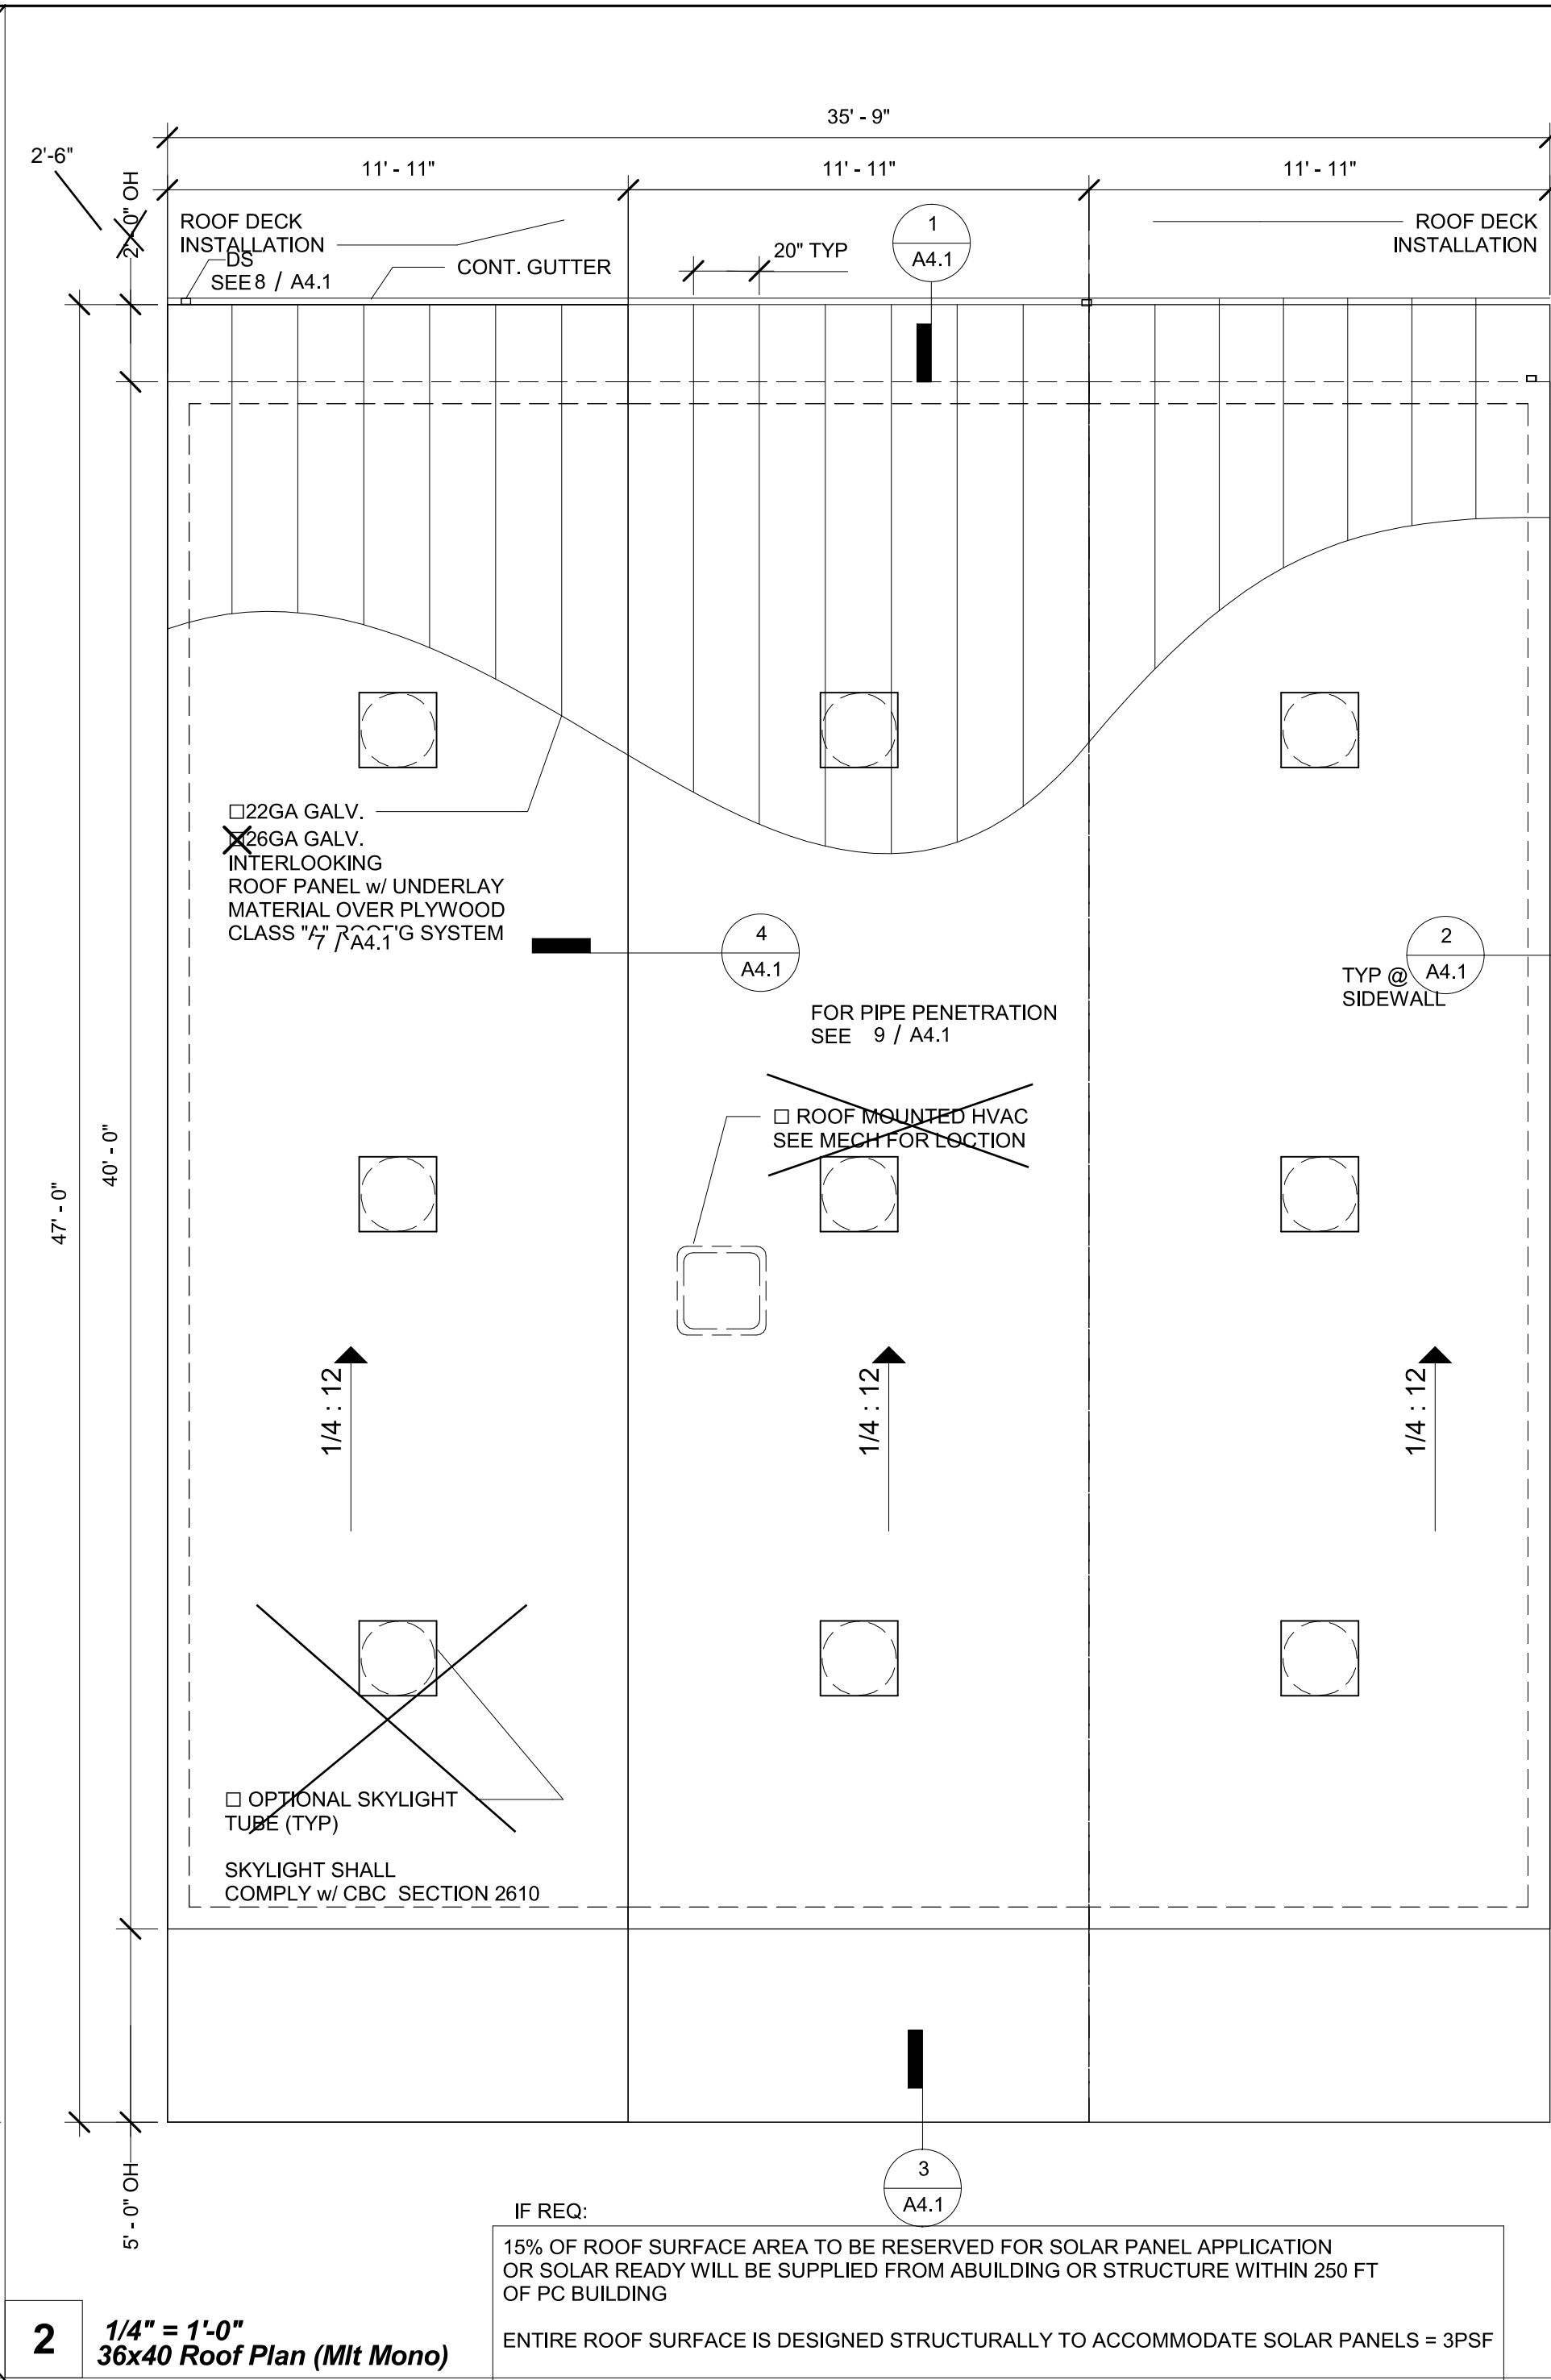 35' - 9"
2'-6"
11' - 11"
11' - 11"
11' - 11"
2' - 0" OH
ROOF DECK
INSTALLATION
DS
SEE 8 / A4.1
CONT. GUTTER
20" TYP
1
A4.1
ROOF DECK
INSTALLATION
☐22GA GALV.
☒26GA GALV.
INTERLOOKING
ROOF PANEL w/ UNDERLAY
MATERIAL OVER PLYWOOD
CLASS "A" ROOF'G SYSTEM
7 / A4.1
4
A4.1
2
A4.1
TYP @
SIDEWALL
FOR PIPE PENETRATION
SEE 9 / A4.1
☐ ROOF MOUNTED HVAC
SEE MECH FOR LOCTION
40' - 0"
47' - 0"
1/4 : 12
1/4 : 12
1/4 : 12
☐ OPTIONAL SKYLIGHT
TUBE (TYP)
SKYLIGHT SHALL
COMPLY w/ CBC SECTION 2610
5' - 0" OH
3
A4.1
IF REQ:
15% OF ROOF SURFACE AREA TO BE RESERVED FOR SOLAR PANEL APPLICATION
OR SOLAR READY WILL BE SUPPLIED FROM ABUILDING OR STRUCTURE WITHIN 250 FT
OF PC BUILDING
ENTIRE ROOF SURFACE IS DESIGNED STRUCTURALLY TO ACCOMMODATE SOLAR PANELS = 3PSF
2
1/4" = 1'-0"
36x40 Roof Plan (Mlt Mono)